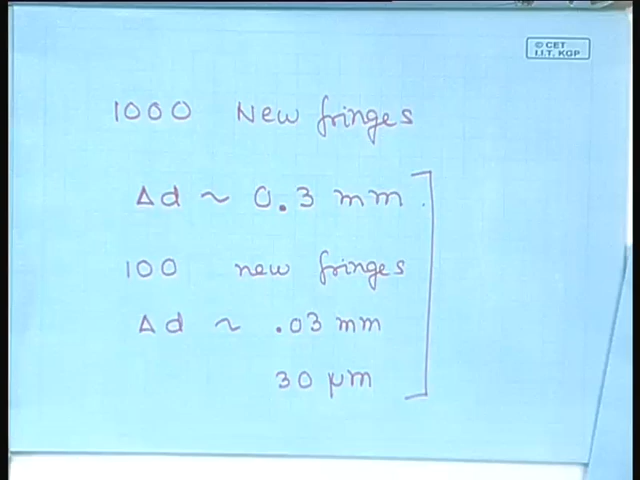 © CET
I.I.T. KGP
1000 New fringes
Δd ~ 0.3 mm
100 new fringes
Δd ~ .03 mm
30 μm